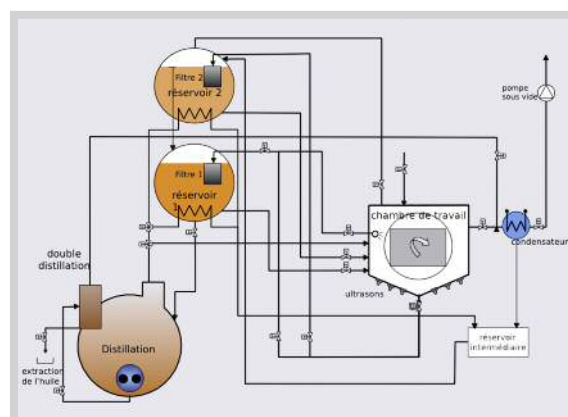 Filtre 2
réservoir 2
pompe
sous vide
Filtre 1
réservoir
1
chambre de travail
condensateur
double
distillation
ultrasons
réservoir
intermédiaire
Distillation
extraction
de l'huile